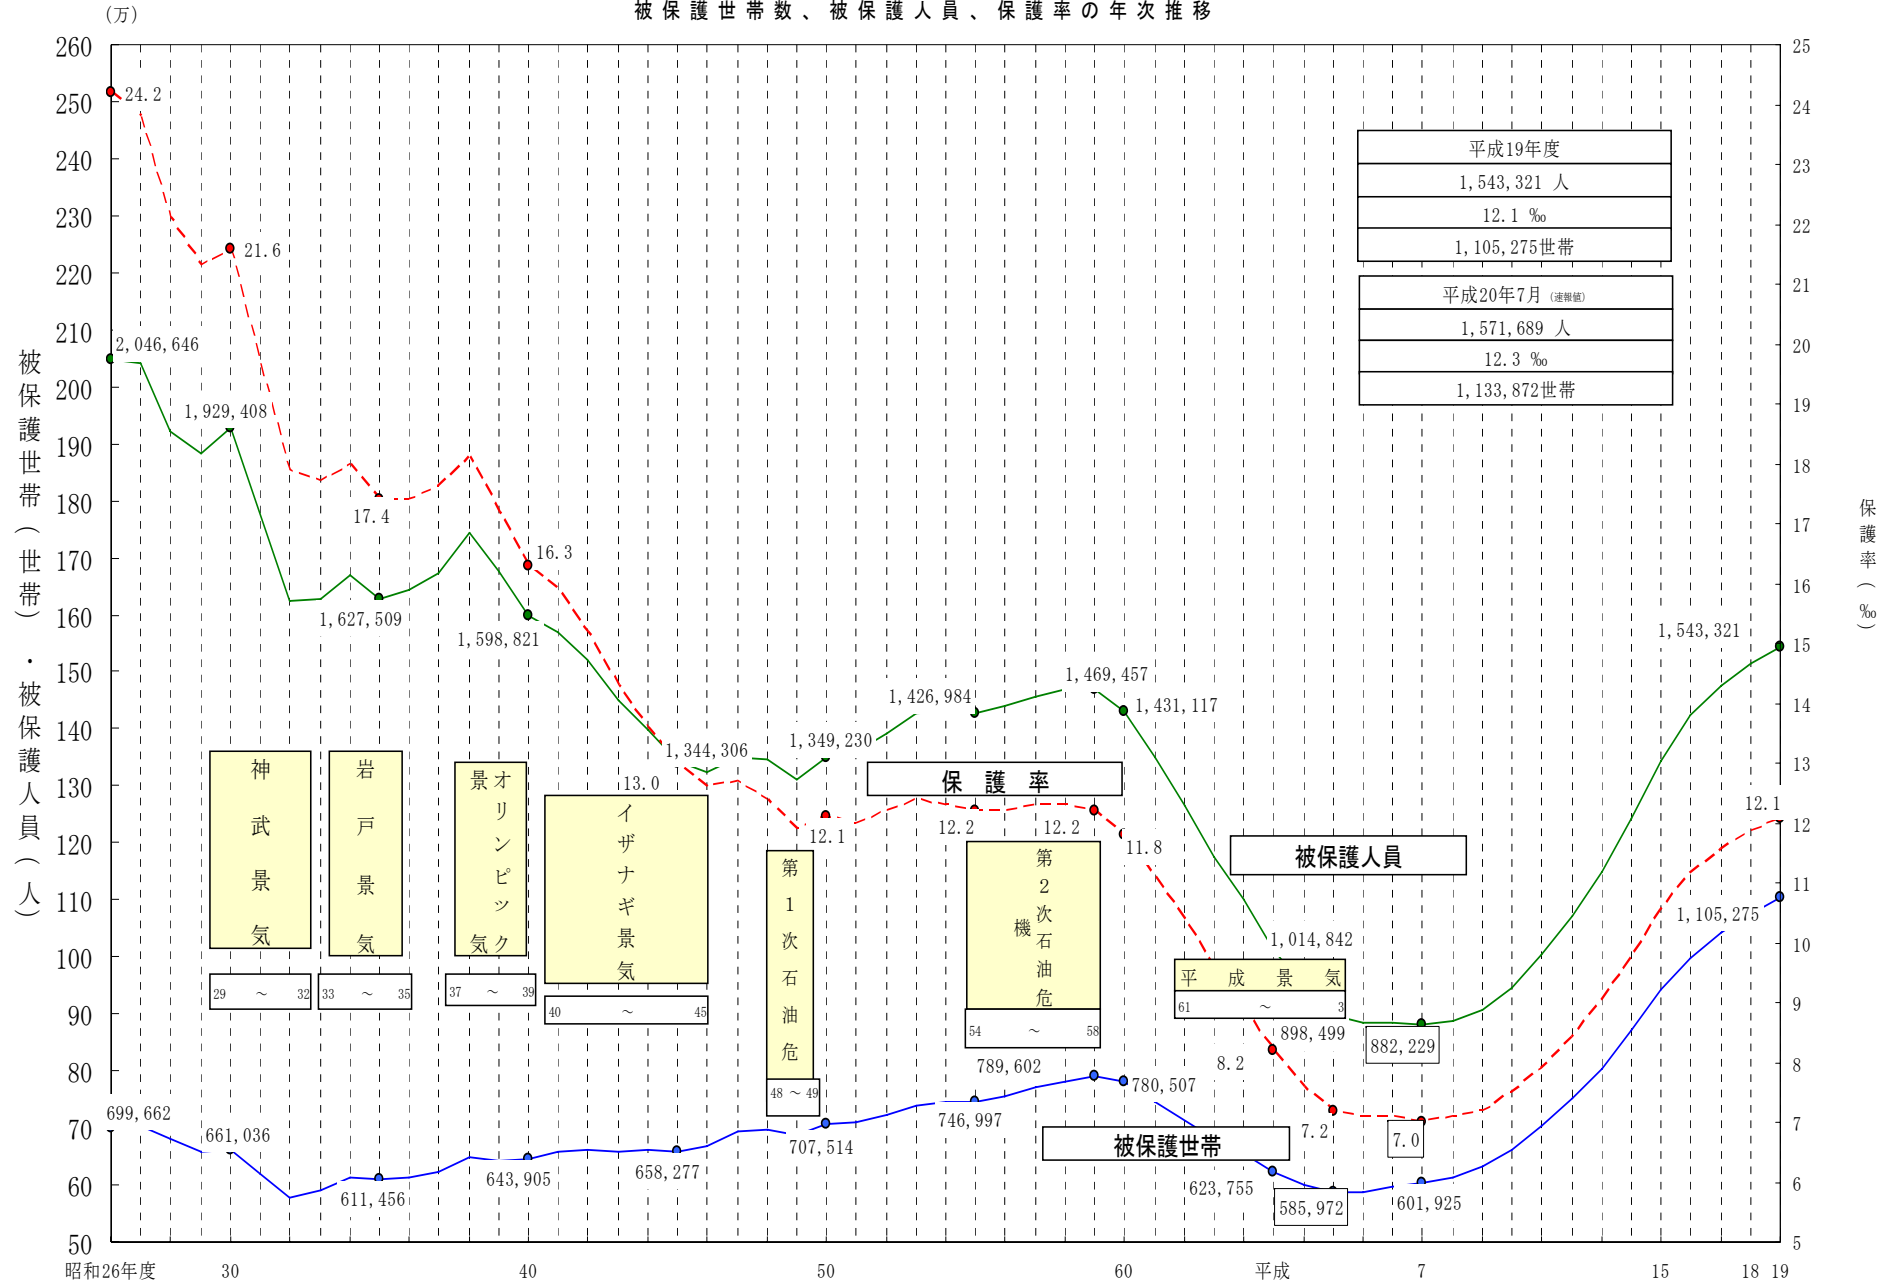 被保護世帯数、被保護人員、保護率の年次推移
(万)
260
250
240
230
220
210
200
190
180
170
160
150
140
130
120
110
100
90
80
70
60
50
被保護世帯(世帯)・被保護人員(人)
25
24
23
22
21
20
19
18
17
16
15
14
13
12
11
10
9
8
7
6
5
保護率(‰)
平成19年度
1,543,321 人
12.1 ‰
1,105,275世帯
平成20年7月(速報値)
1,571,689 人
12.3 ‰
1,133,872世帯
24.2
21.6
17.4
16.3
13.0
12.1
12.2
12.2
11.8
8.2
7.2
7.0
12.1
2,046,646
1,929,408
1,627,509
1,598,821
1,344,306
1,349,230
1,426,984
1,469,457
1,431,117
1,014,842
898,499
882,229
1,543,321
699,662
661,036
611,456
643,905
658,277
707,514
746,997
789,602
780,507
623,755
585,972
601,925
1,105,275
保護率
被保護人員
被保護世帯
神武景気
29 ～ 32
岩戸景気
33 ～ 35
オリンピック
景気
37 ～ 39
イザナギ景気
40 ～ 45
第1次石油危
48 ～ 49
第2次石油危
機
54 ～ 58
平成景気
61 ～ 3
昭和26年度
30
40
50
60
平成
7
15
18
19